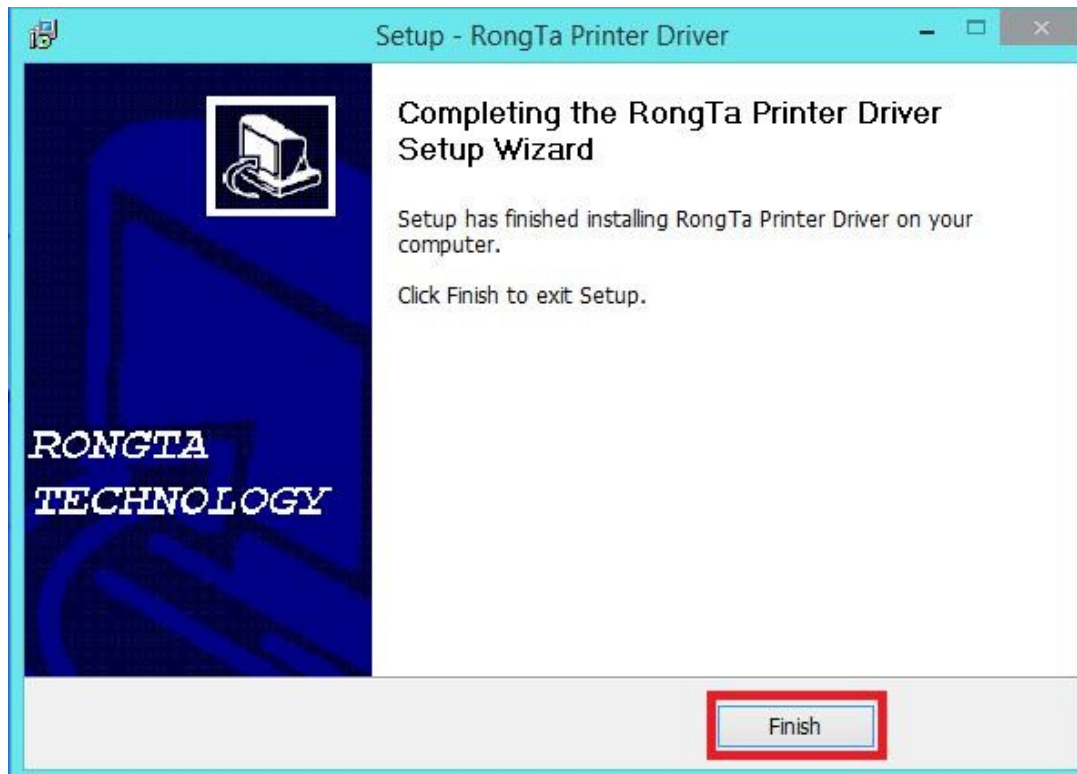 Setup - RongTa Printer Driver
Completing the RongTa Printer Driver
Setup Wizard
Setup has finished installing RongTa Printer Driver on your
computer.
Click Finish to exit Setup.
RONGTA
TECHNOLOGY
Finish